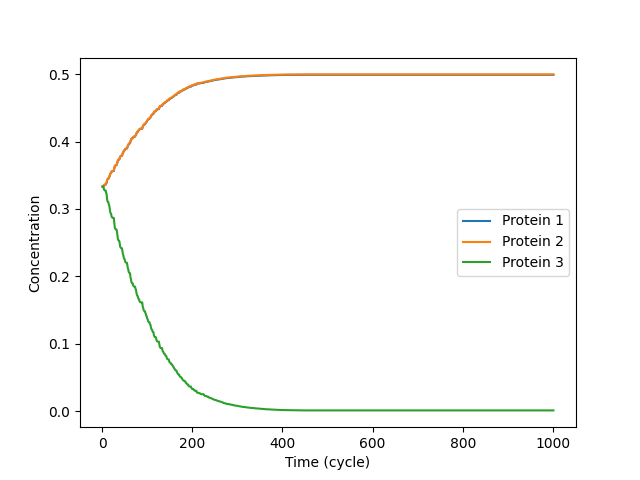 0.5
0.4
0.3
0.2
0.1
0.0
Concentration
Protein 1
Protein 2
Protein 3
0 200 400 600 800 1000
Time (cycle)